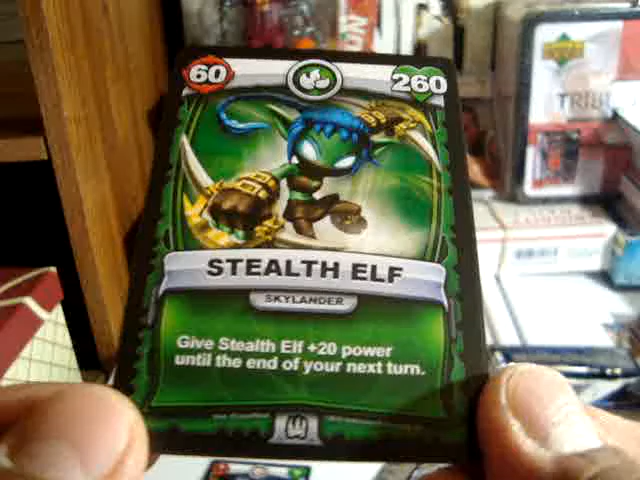 60
260
STEALTH ELF
SKYLANDER
Give Stealth Elf +20 power
until the end of your next turn.